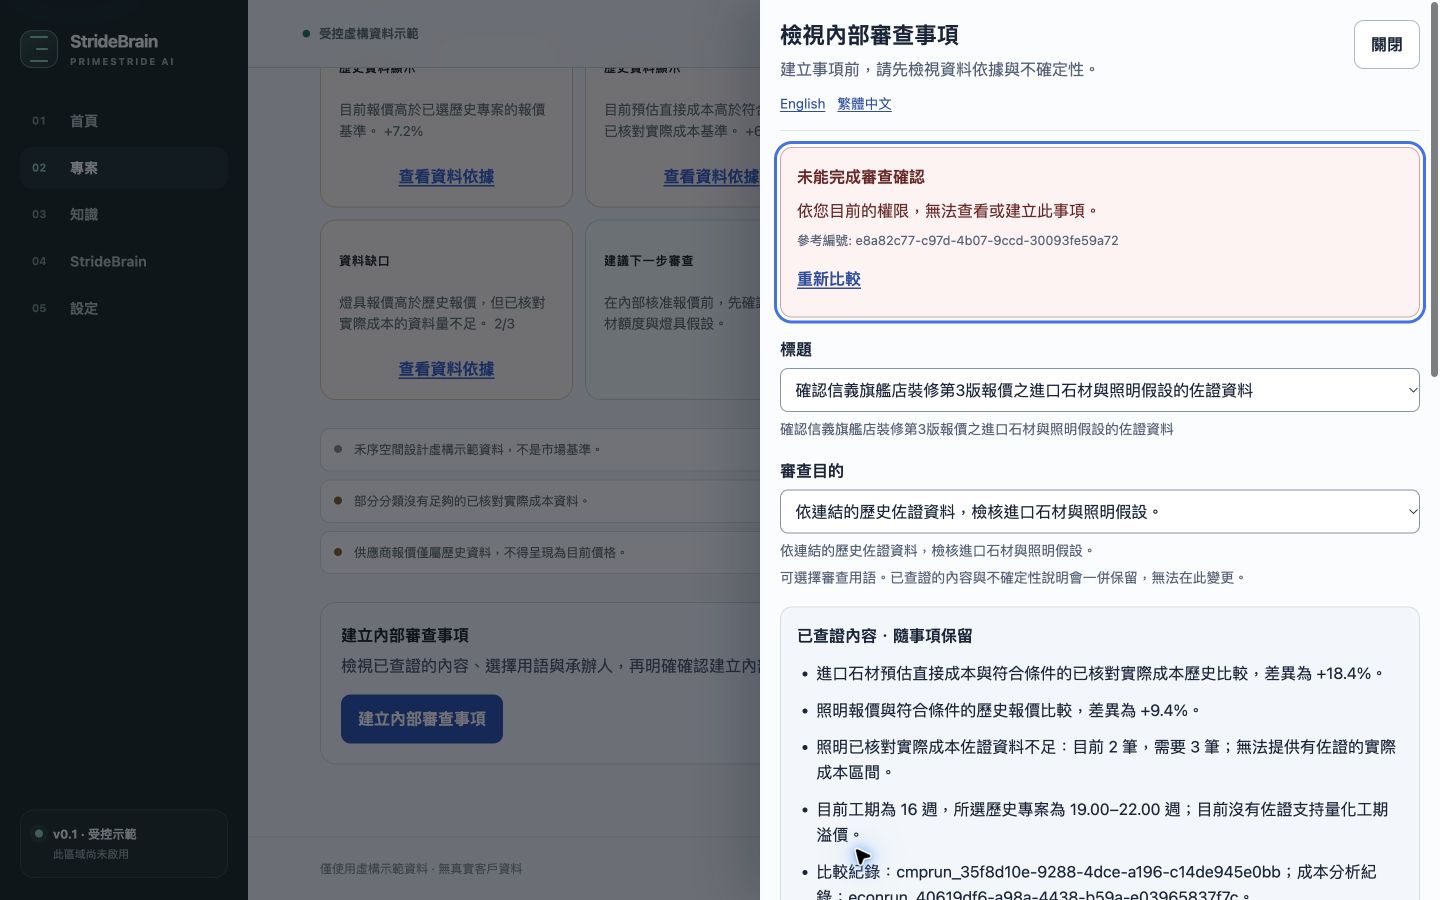 StrideBrain
PRIMESTRIDE AI
01 首頁
02 專案
03 知識
04 StrideBrain
05 設定
v0.1 · 受控示範
此區域尚未啟用
受控虛構資料示範
歷史資料顯示
歷史資料顯示
目前報價高於已選歷史專案的報價
基準。 +7.2%
查看資料依據
目前預估直接成本高於符合
已核對實際成本基準。 +6
查看資料依據
資料缺口
燈具報價高於歷史報價，但已核對
實際成本的資料量不足。 2/3
查看資料依據
建議下一步審查
在內部核准報價前，先確認
材額度與燈具假設。
禾序空間設計虛構示範資料，不是市場基準。
部分分類沒有足夠的已核對實際成本資料。
供應商報價僅屬歷史資料，不得呈現為目前價格。
建立內部審查事項
檢視已查證的內容、選擇用語與承辦人，再明確確認建立內
建立內部審查事項
僅使用虛構示範資料 · 無真實客戶資料
檢視內部審查事項
關閉
建立事項前，請先檢視資料依據與不確定性。
English 繁體中文
未能完成審查確認
依您目前的權限，無法查看或建立此事項。
參考編號: e8a82c77-c97d-4b07-9ccd-30093fe59a72
重新比較
標題
確認信義旗艦店裝修第3版報價之進口石材與照明假設的佐證資料
確認信義旗艦店裝修第3版報價之進口石材與照明假設的佐證資料
審查目的
依連結的歷史佐證資料，檢核進口石材與照明假設。
依連結的歷史佐證資料，檢核進口石材與照明假設。
可選擇審查用語。已查證的內容與不確定性說明會一併保留，無法在此變更。
已查證內容 · 隨事項保留
• 進口石材預估直接成本與符合條件的已核對實際成本歷史比較，差異為 +18.4%。
• 照明報價與符合條件的歷史報價比較，差異為 +9.4%。
• 照明已核對實際成本佐證資料不足：目前 2 筆，需要 3 筆；無法提供有佐證的實際
成本區間。
• 目前工期為 16 週，所選歷史專案為 19.00–22.00 週；目前沒有佐證支持量化工期
溢價。
• 比較紀錄：cmprun_35f8d10e-9288-4dce-a196-c14de945e0bb；成本分析紀
錄：econrun_40619df6-a98a-4438-b59a-e03965837f7c。